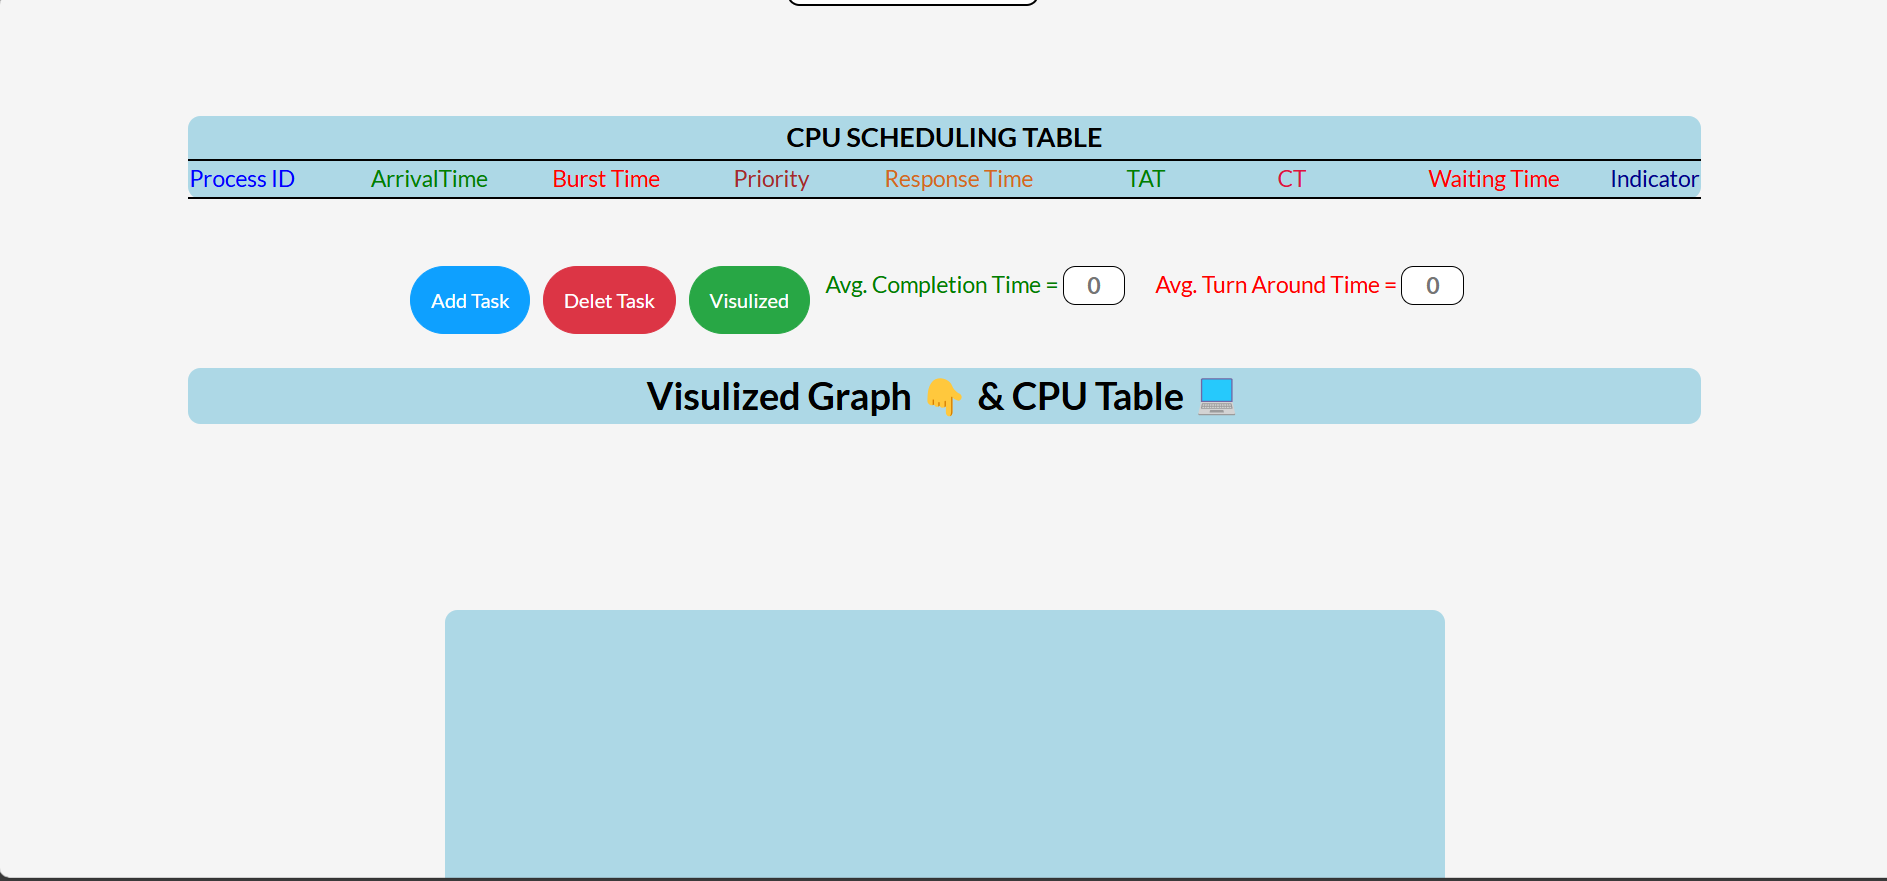 CPU SCHEDULING TABLE
Process ID ArrivalTime Burst Time Priority Response Time TAT CT Waiting Time Indicator
Add Task Delet Task Visulized Avg. Completion Time = 0 Avg. Turn Around Time = 0
Visulized Graph 👇 & CPU Table 💻